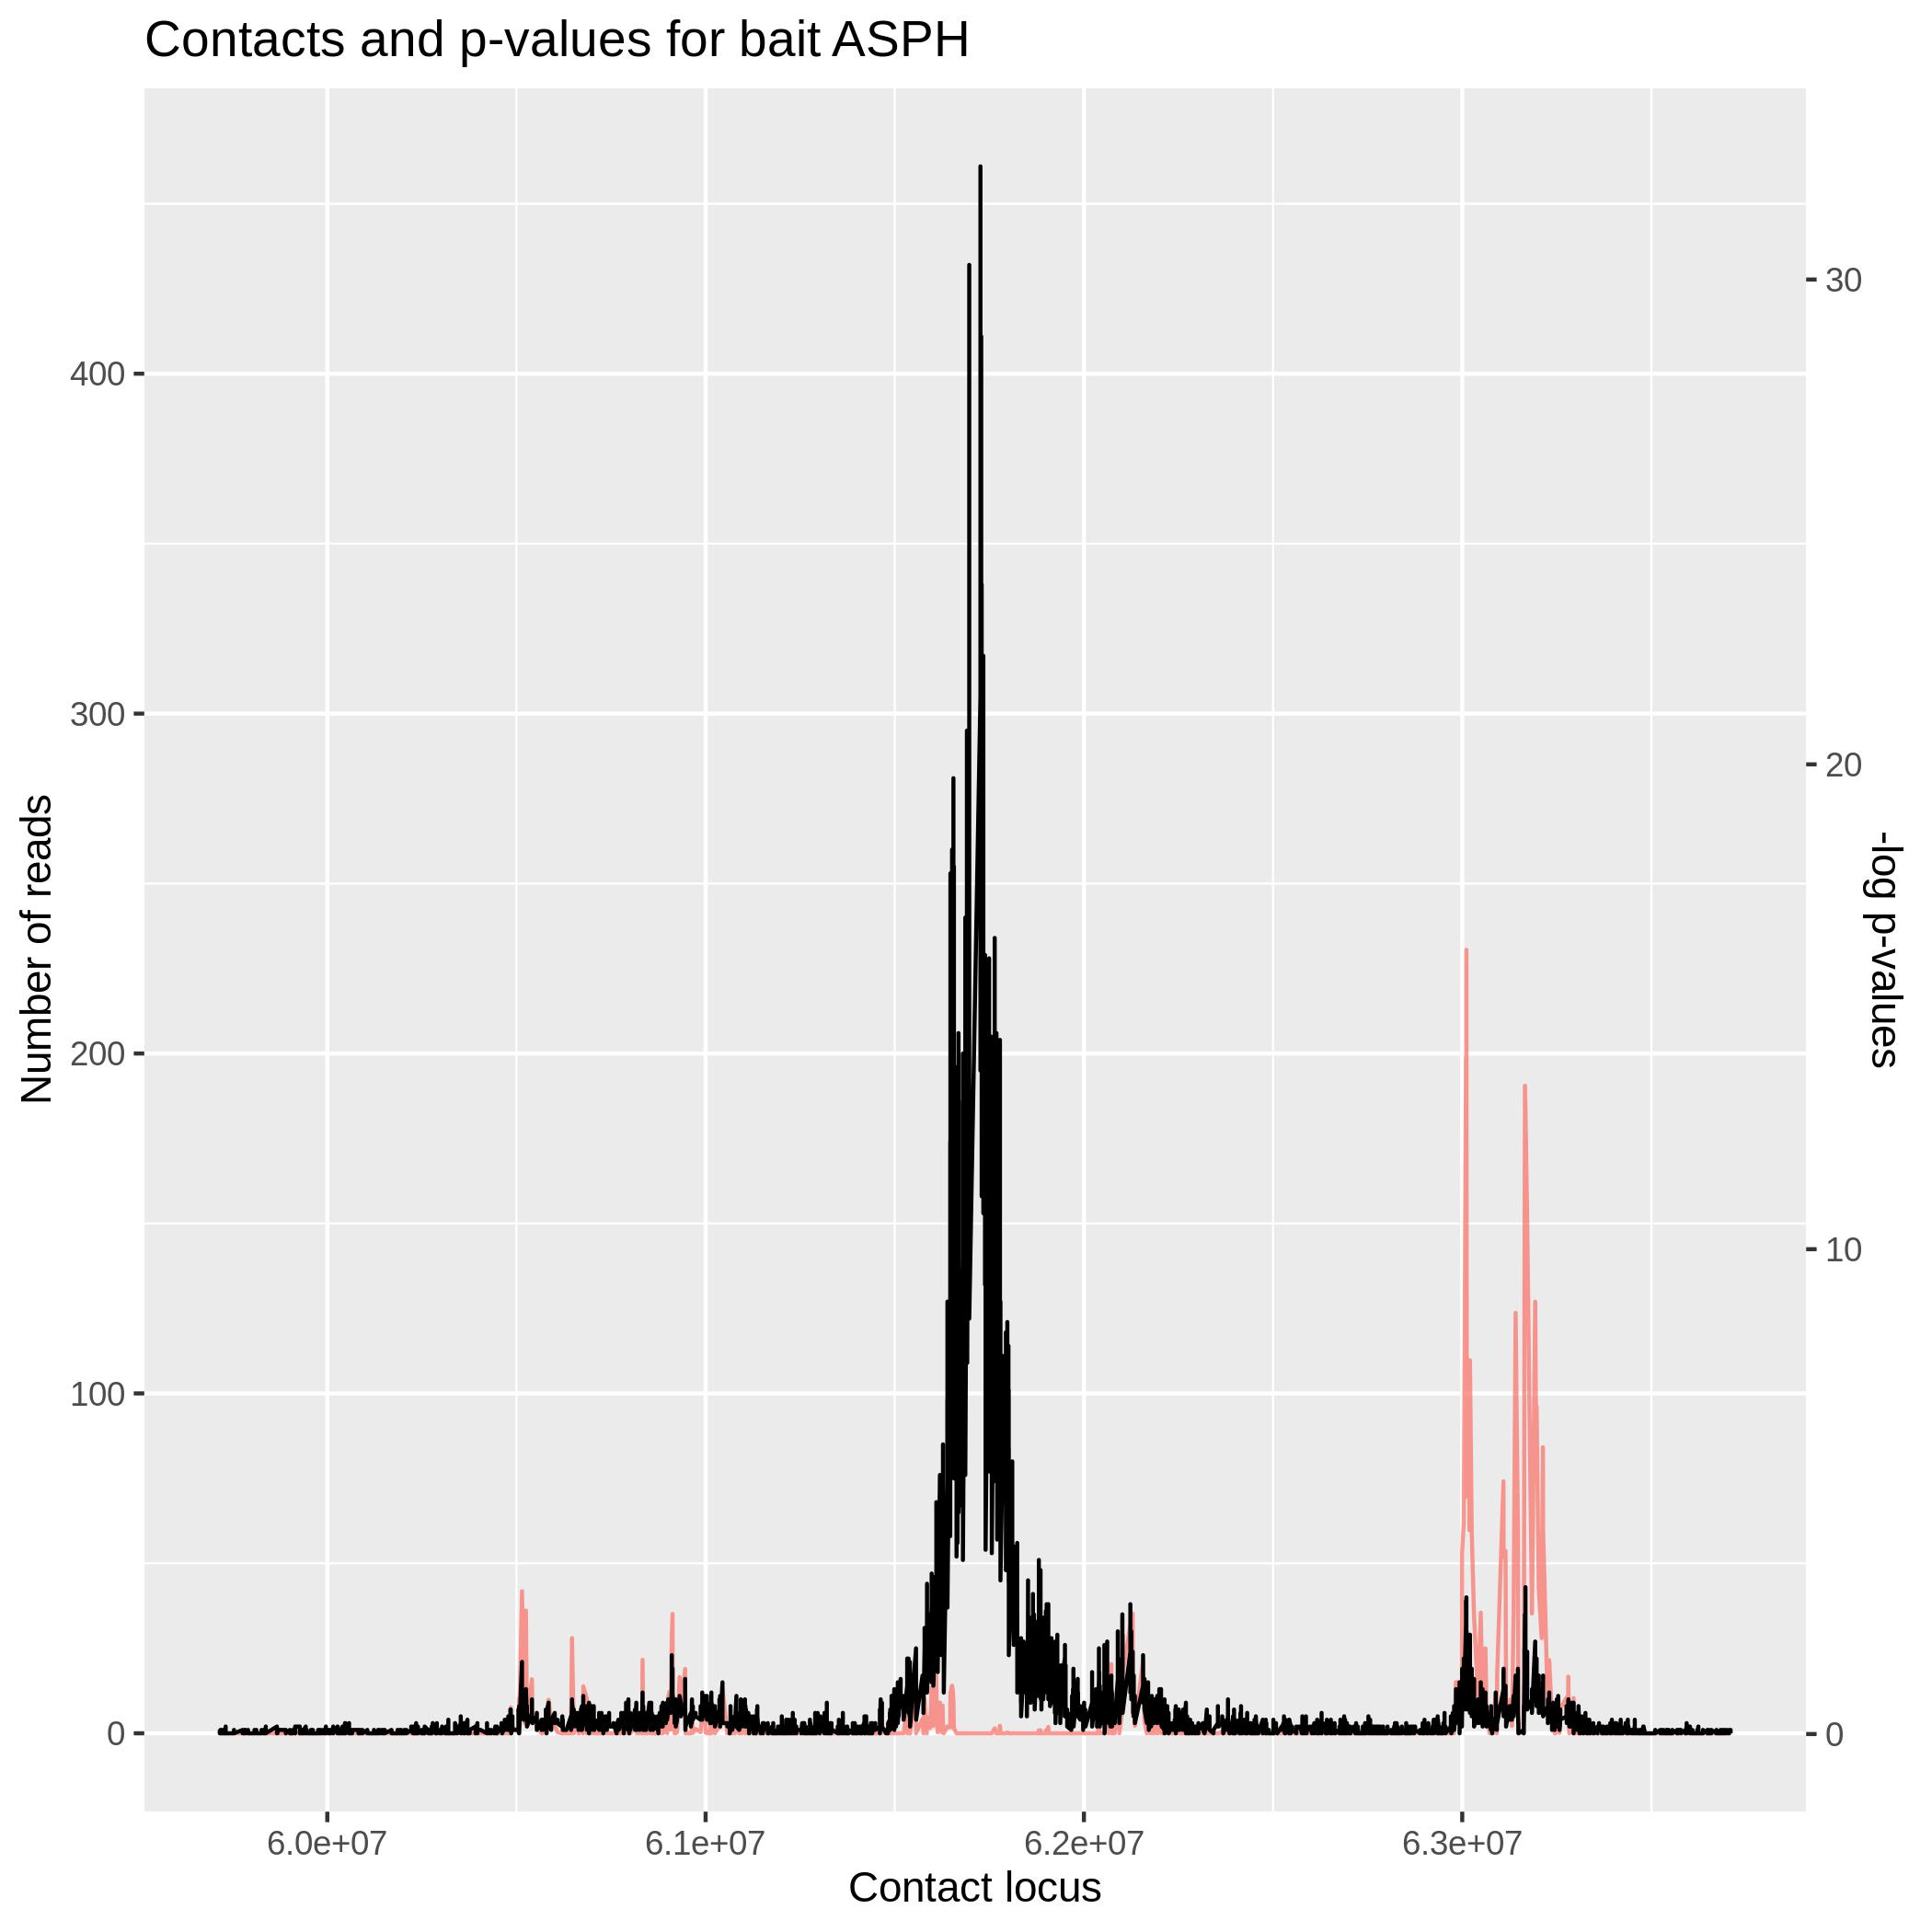 Contacts and p-values for bait ASPH
Number of reads
400
300
200
100
0
30
20
10
0
-log p-values
6.0e+07
6.1e+07
6.2e+07
6.3e+07
Contact locus